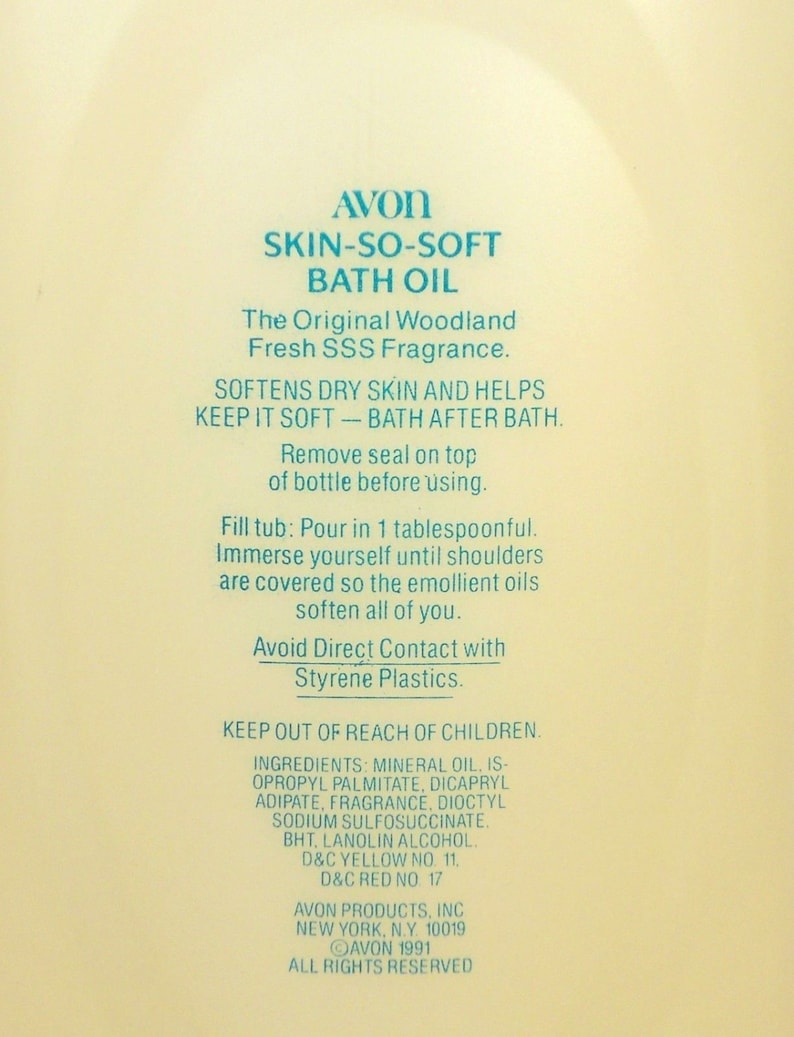 AVON
SKIN-SO-SOFT
BATH OIL
The Original Woodland
Fresh SSS Fragrance.
SOFTENS DRY SKIN AND HELPS
KEEP IT SOFT — BATH AFTER BATH.
Remove seal on top
of bottle before using.
Fill tub: Pour in 1 tablespoonful.
Immerse yourself until shoulders
are covered so the emollient oils
soften all of you.
Avoid Direct Contact with
Styrene Plastics.
KEEP OUT OF REACH OF CHILDREN.
INGREDIENTS: MINERAL OIL, IS-
OPROPYL PALMITATE, DICAPRYL
ADIPATE, FRAGRANCE, DIOCTYL
SODIUM SULFOSUCCINATE,
BHT, LANOLIN ALCOHOL,
D&C YELLOW NO. 11,
D&C RED NO. 17
AVON PRODUCTS, INC
NEW YORK, N.Y. 10019
©AVON 1991
ALL RIGHTS RESERVED